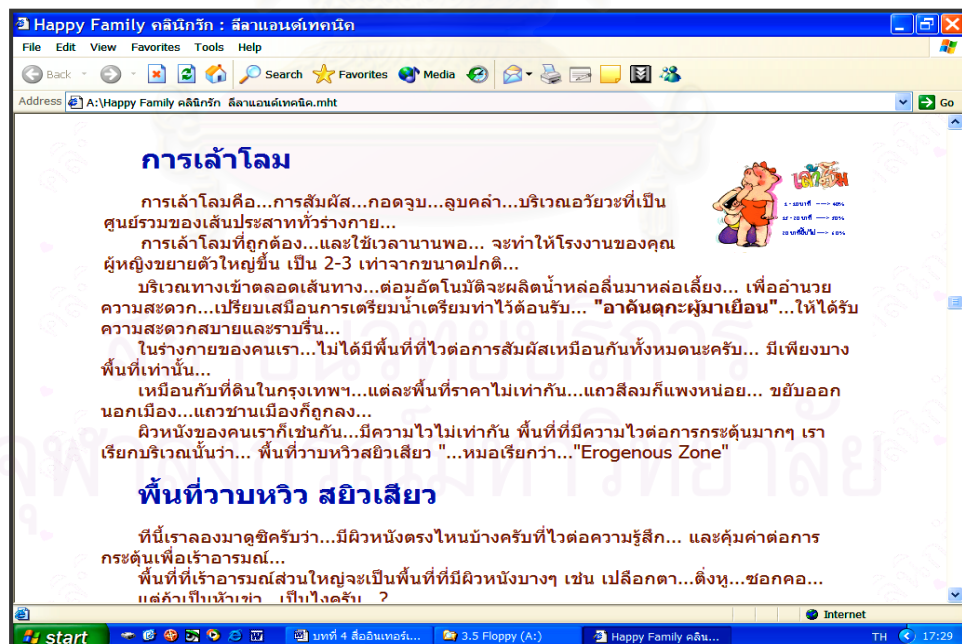 Happy Family คลินิกรัก : ลีลาแอนด์เทคนิค
File Edit View Favorites Tools Help
Back Search Favorites Media
Address A:\Happy Family คลินิกรัก ลีลาแอนด์เทคนิค.mht Go
การเล้าโลม
เล้าโลม
การเล้าโลมคือ...การสัมผัส...กอดจูบ...ลูบคลำ...บริเวณอวัยวะที่เป็น
ศูนย์รวมของเส้นประสาททั่วร่างกาย...
การเล้าโลมที่ถูกต้อง...และใช้เวลานานพอ... จะทำให้โรงงานของคุณ
ผู้หญิงขยายตัวใหญ่ขึ้น เป็น 2-3 เท่าจากขนาดปกติ...
บริเวณทางเข้าตลอดเส้นทาง...ต่อมอัตโนมัติจะผลิตน้ำหล่อลื่นมาหล่อเลี้ยง... เพื่ออำนวย
ความสะดวก...เปรียบเสมือนการเตรียมน้ำเตรียมท่าไว้ต้อนรับ... "อาคันตุกะผู้มาเยือน"...ให้ได้รับ
ความสะดวกสบายและราบรื่น...
ในร่างกายของคนเรา...ไม่ได้มีพื้นที่ที่ไวต่อการสัมผัสเหมือนกันทั้งหมดนะครับ... มีเพียงบาง
พื้นที่เท่านั้น...
เหมือนกับที่ดินในกรุงเทพฯ...แต่ละพื้นที่ราคาไม่เท่ากัน...แถวสีลมก็แพงหน่อย... ขยับออก
นอกเมือง...แถวชานเมืองก็ถูกลง...
ผิวหนังของคนเราก็เช่นกัน...มีความไวไม่เท่ากัน พื้นที่ที่มีความไวต่อการกระตุ้นมากๆ เรา
เรียกบริเวณนั้นว่า... พื้นที่วาบหวิวสยิวเสียว "...หมอเรียกว่า..."Erogenous Zone"
พื้นที่วาบหวิว สยิวเสียว
ทีนี้เราลองมาดูซิครับว่า...มีผิวหนังตรงไหนบ้างครับที่ไวต่อความรู้สึก... และคุ้มค่าต่อการ
กระตุ้นเพื่อเร้าอารมณ์...
พื้นที่ที่เร้าอารมณ์ส่วนใหญ่จะเป็นพื้นที่ที่มีผิวหนังบางๆ เช่น เปลือกตา...ติ่งหู...ซอกคอ...
แต่ถ้าเป็นหัวเข่า...เป็นไงครับ...?
Internet
start บทที่ 4 สื่ออินเทอร์เ... 3.5 Floppy (A:) Happy Family คลิน... TH 17:29